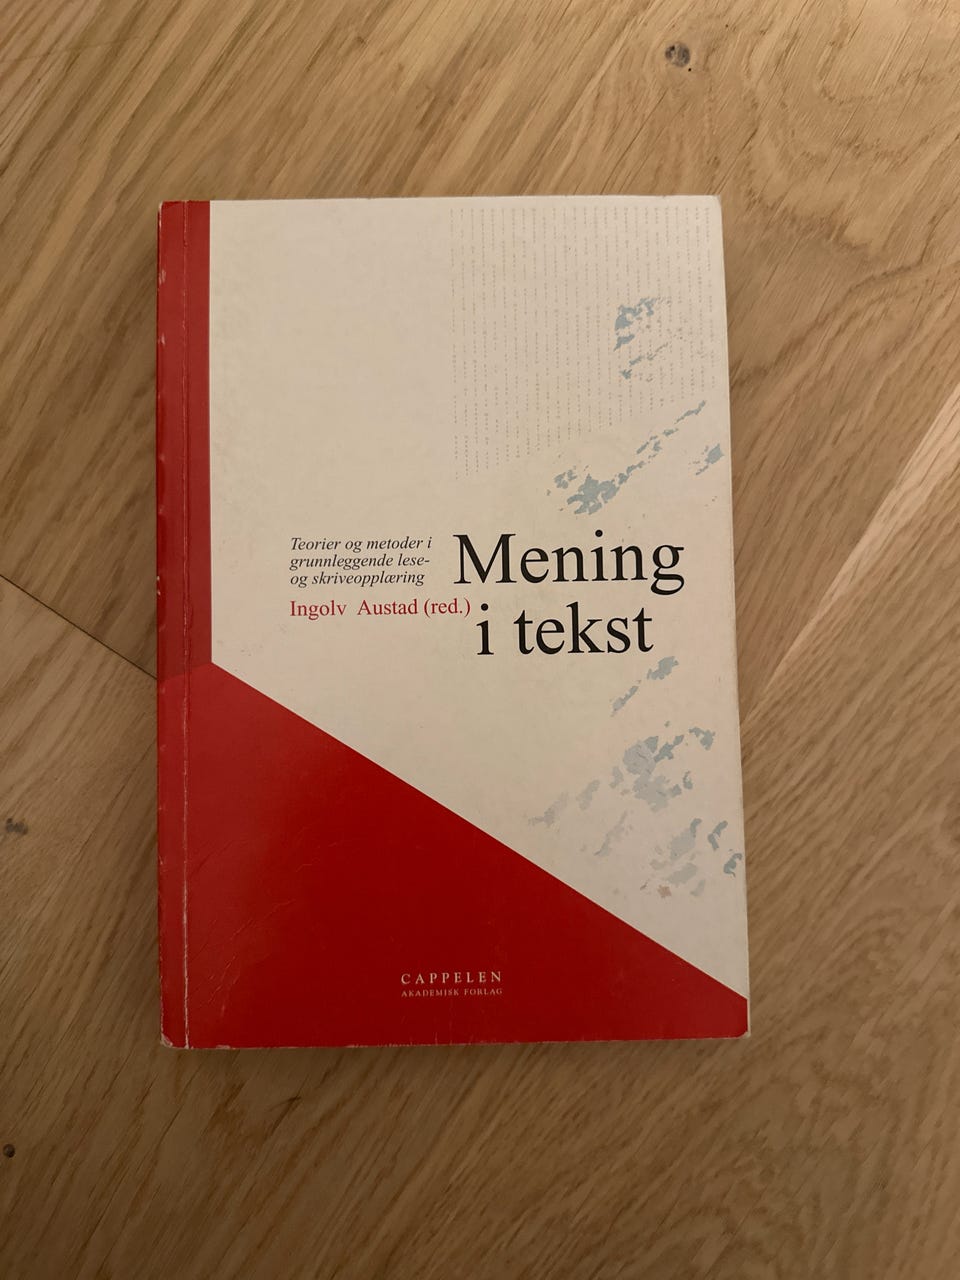 Teorier og metoder i
grunnleggende lese-
og skriveopplæring
Ingolv Austad (red.)
Mening
i tekst
CAPPELEN
AKADEMISK FORLAG